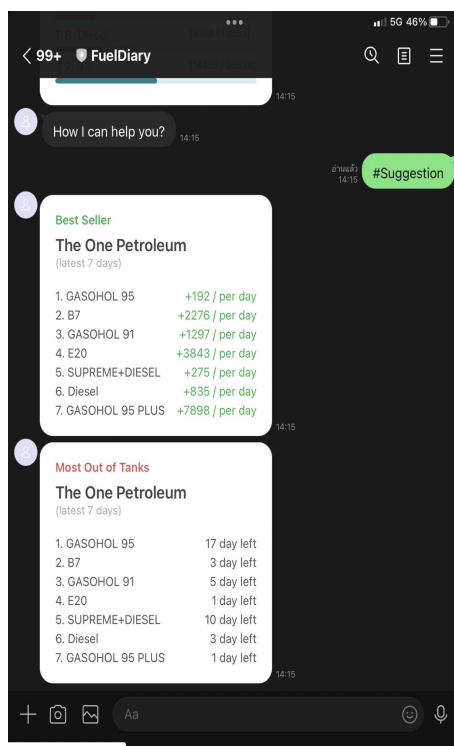 5G 46%
99+ FuelDiary
14:15
How I can help you?
14:15
อ่านแล้ว
14:15
#Suggestion
Best Seller
The One Petroleum
(latest 7 days)
1. GASOHOL 95 +192 / per day
2. B7 +2276 / per day
3. GASOHOL 91 +1297 / per day
4. E20 +3843 / per day
5. SUPREME+DIESEL +275 / per day
6. Diesel +835 / per day
7. GASOHOL 95 PLUS +7898 / per day
14:15
Most Out of Tanks
The One Petroleum
(latest 7 days)
1. GASOHOL 95 17 day left
2. B7 3 day left
3. GASOHOL 91 5 day left
4. E20 1 day left
5. SUPREME+DIESEL 10 day left
6. Diesel 3 day left
7. GASOHOL 95 PLUS 1 day left
14:15
Aa